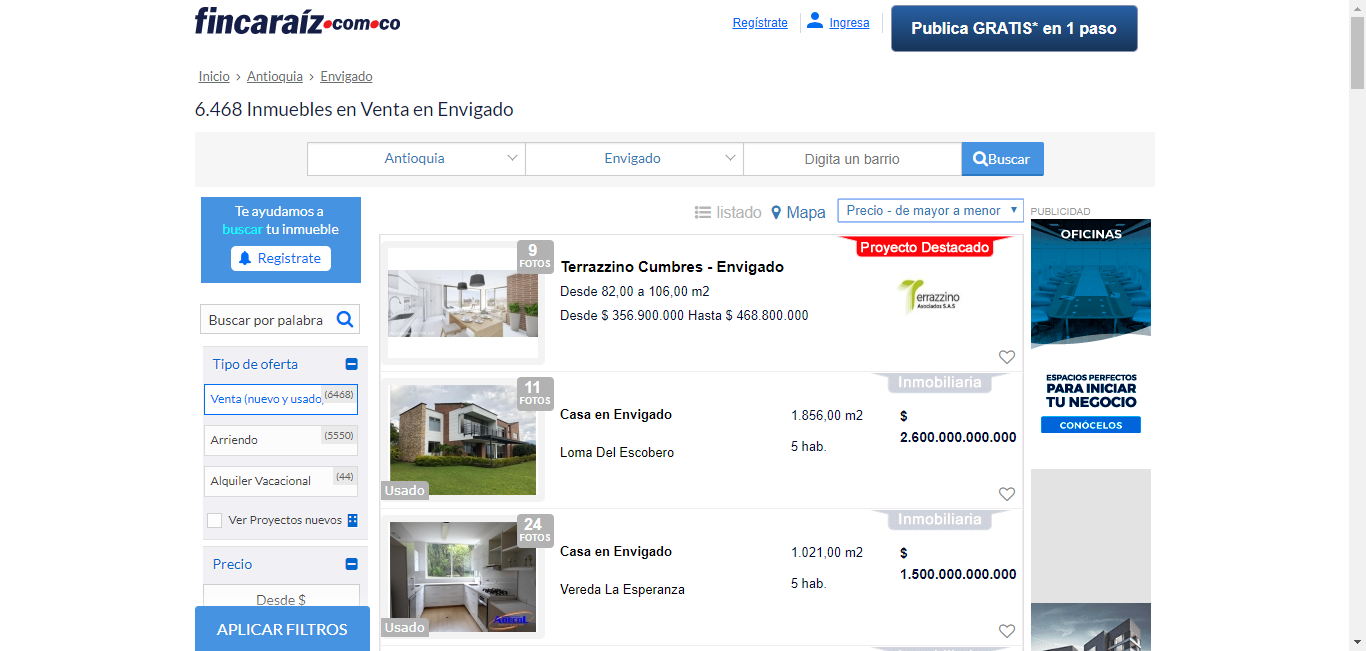 fincaraíz.com.co
Regístrate
Ingresa
Publica GRATIS* en 1 paso
Inicio > Antioquia > Envigado
6.468 Inmuebles en Venta en Envigado
Antioquia
Envigado
Digita un barrio
Buscar
Te ayudamos a
buscar tu inmueble
Registrate
Buscar por palabra
Tipo de oferta
Venta (nuevo y usado) (6468)
Arriendo (5550)
Alquiler Vacacional (44)
Ver Proyectos nuevos
Precio
Desde $
APLICAR FILTROS
listado
Mapa
Precio - de mayor a menor
9
FOTOS
Terrazzino Cumbres - Envigado
Desde 82,00 a 106,00 m2
Desde $ 356.900.000 Hasta $ 468.800.000
Proyecto Destacado
Terrazzino
Asociados S.A.S
11
FOTOS
Usado
Casa en Envigado
Loma Del Escobero
1.856,00 m2
5 hab.
Inmobiliaria
$
2.600.000.000.000
24
FOTOS
Adecol
Usado
Casa en Envigado
Vereda La Esperanza
1.021,00 m2
5 hab.
Inmobiliaria
$
1.500.000.000.000
PUBLICIDAD
OFICINAS
ESPACIOS PERFECTOS
PARA INICIAR
TU NEGOCIO
CONÓCELOS